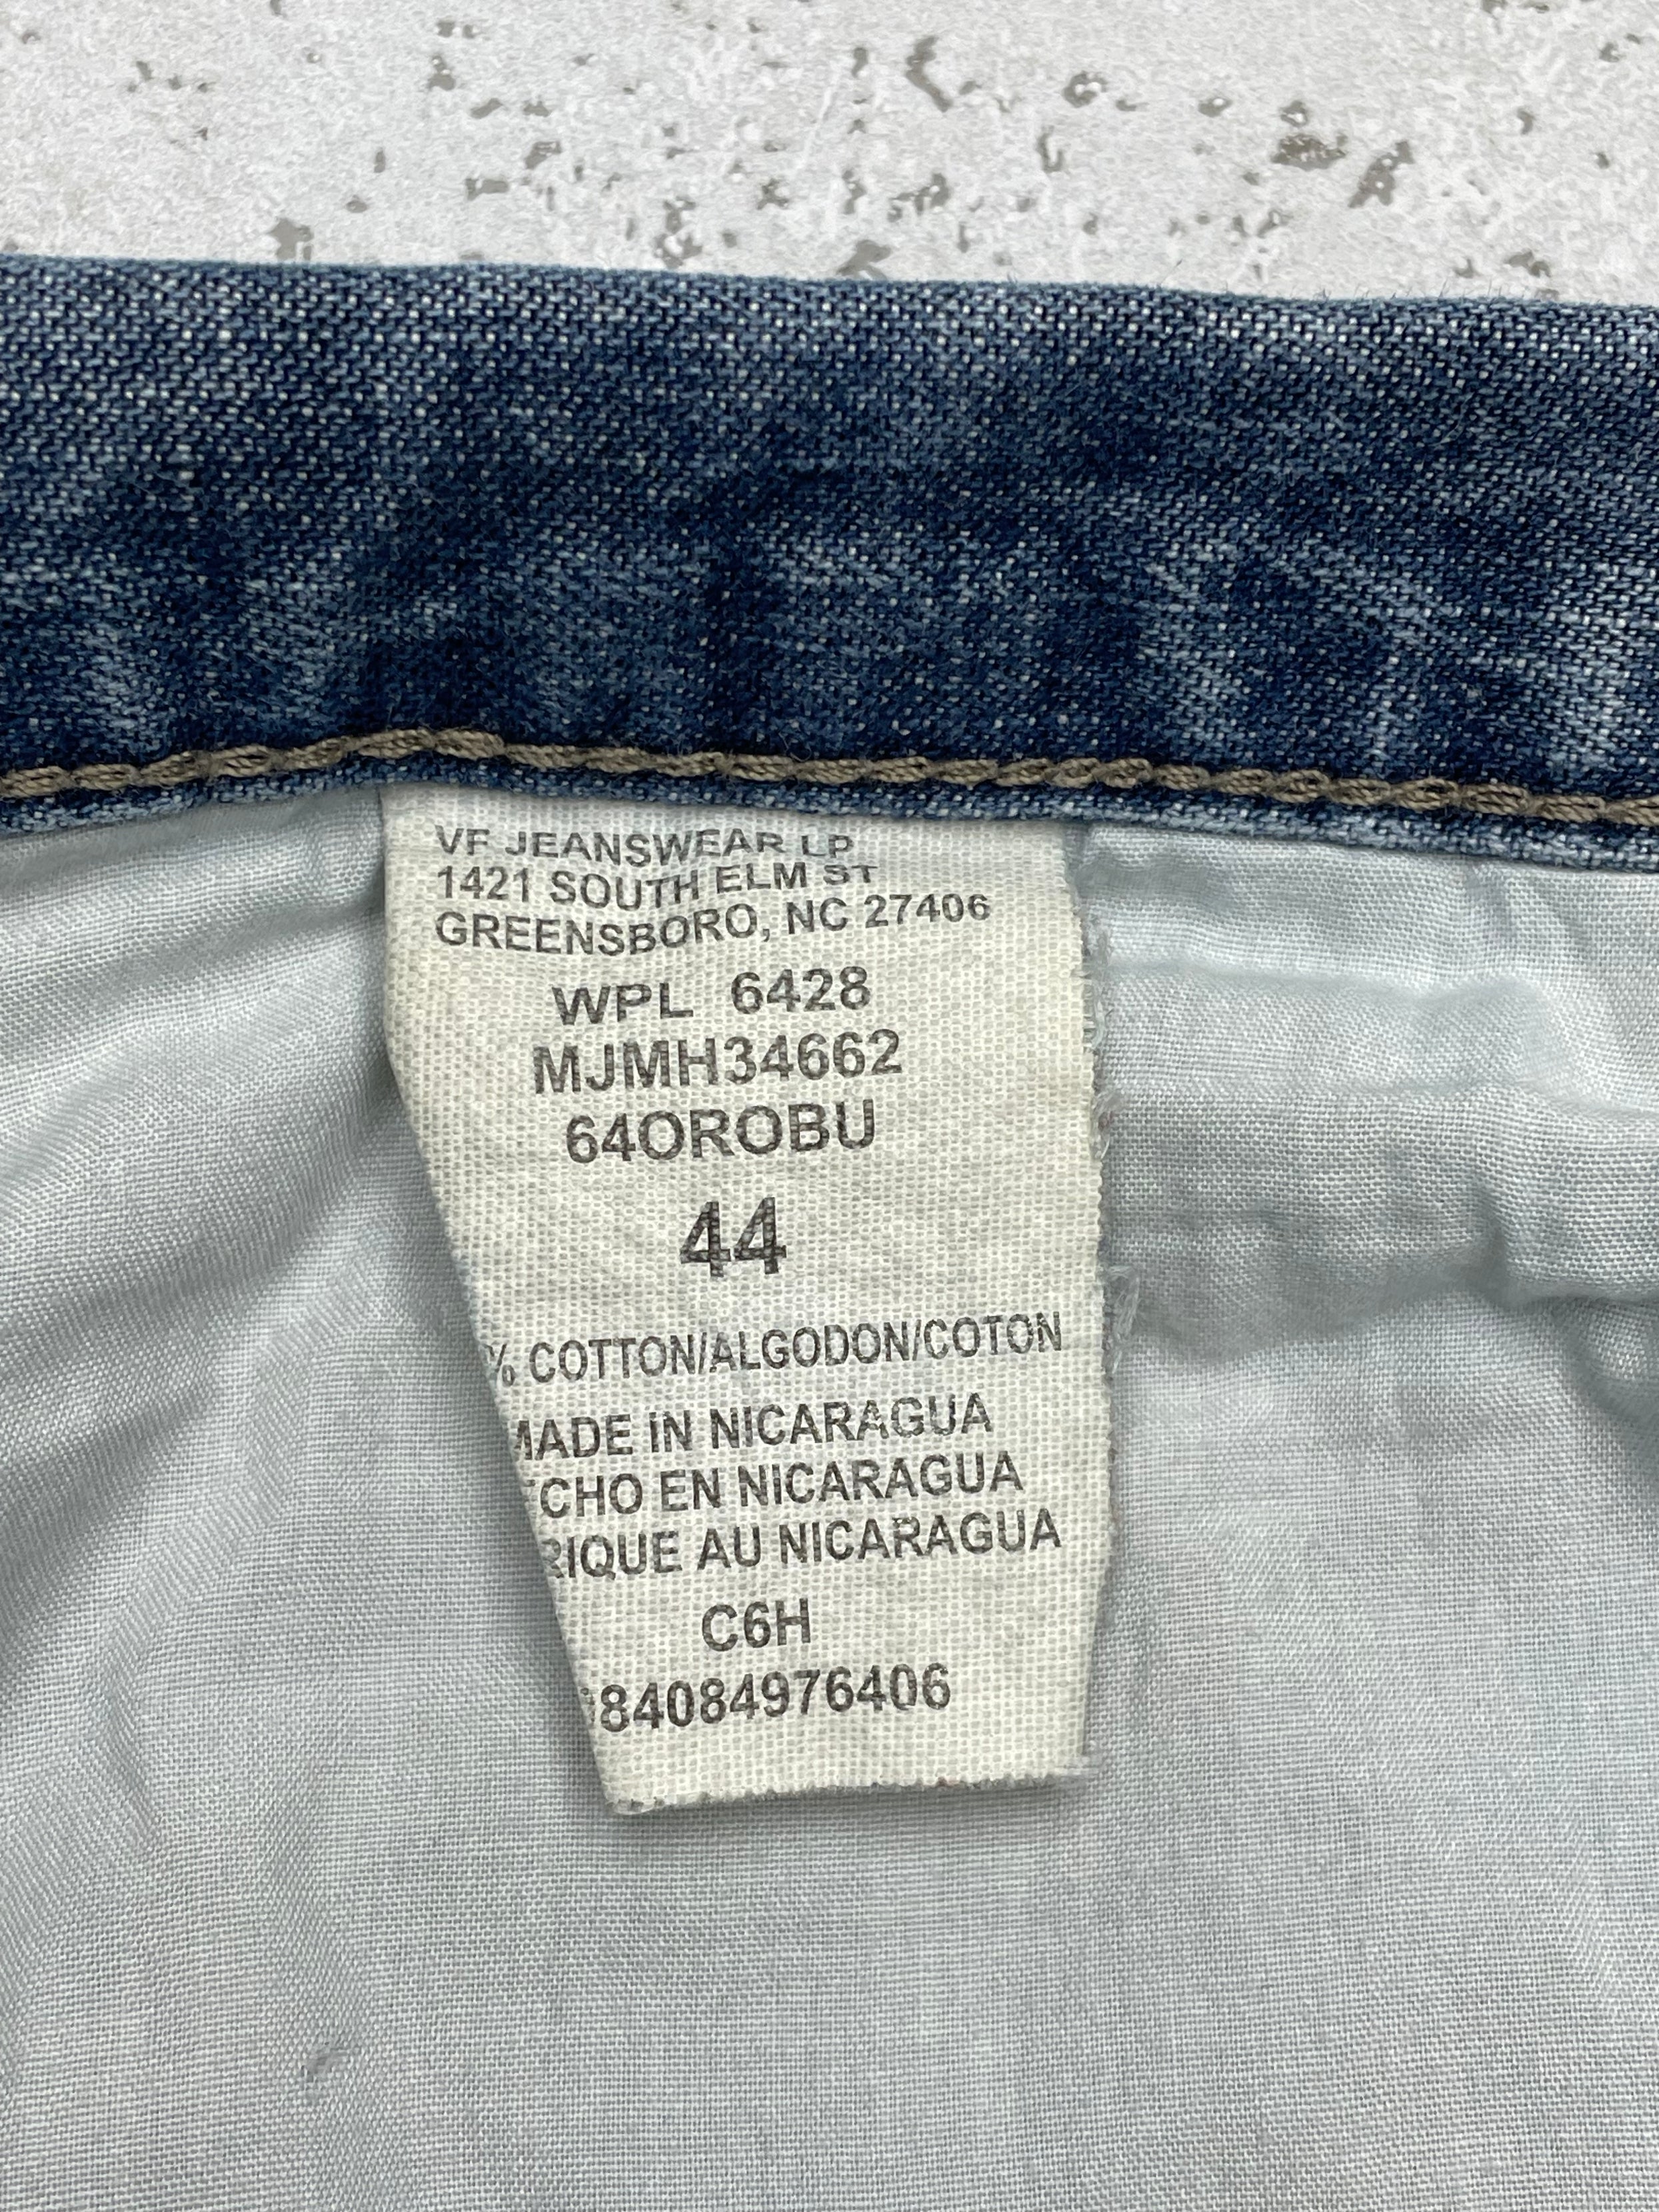 VF JEANSWEAR LP
1421 SOUTH ELM ST
GREENSBORO, NC 27406
WPL 6428
MJMH34662
64OROBU
44
% COTTON/ALGODON/COTON
MADE IN NICARAGUA
CHO EN NICARAGUA
RIQUE AU NICARAGUA
C6H
84084976406